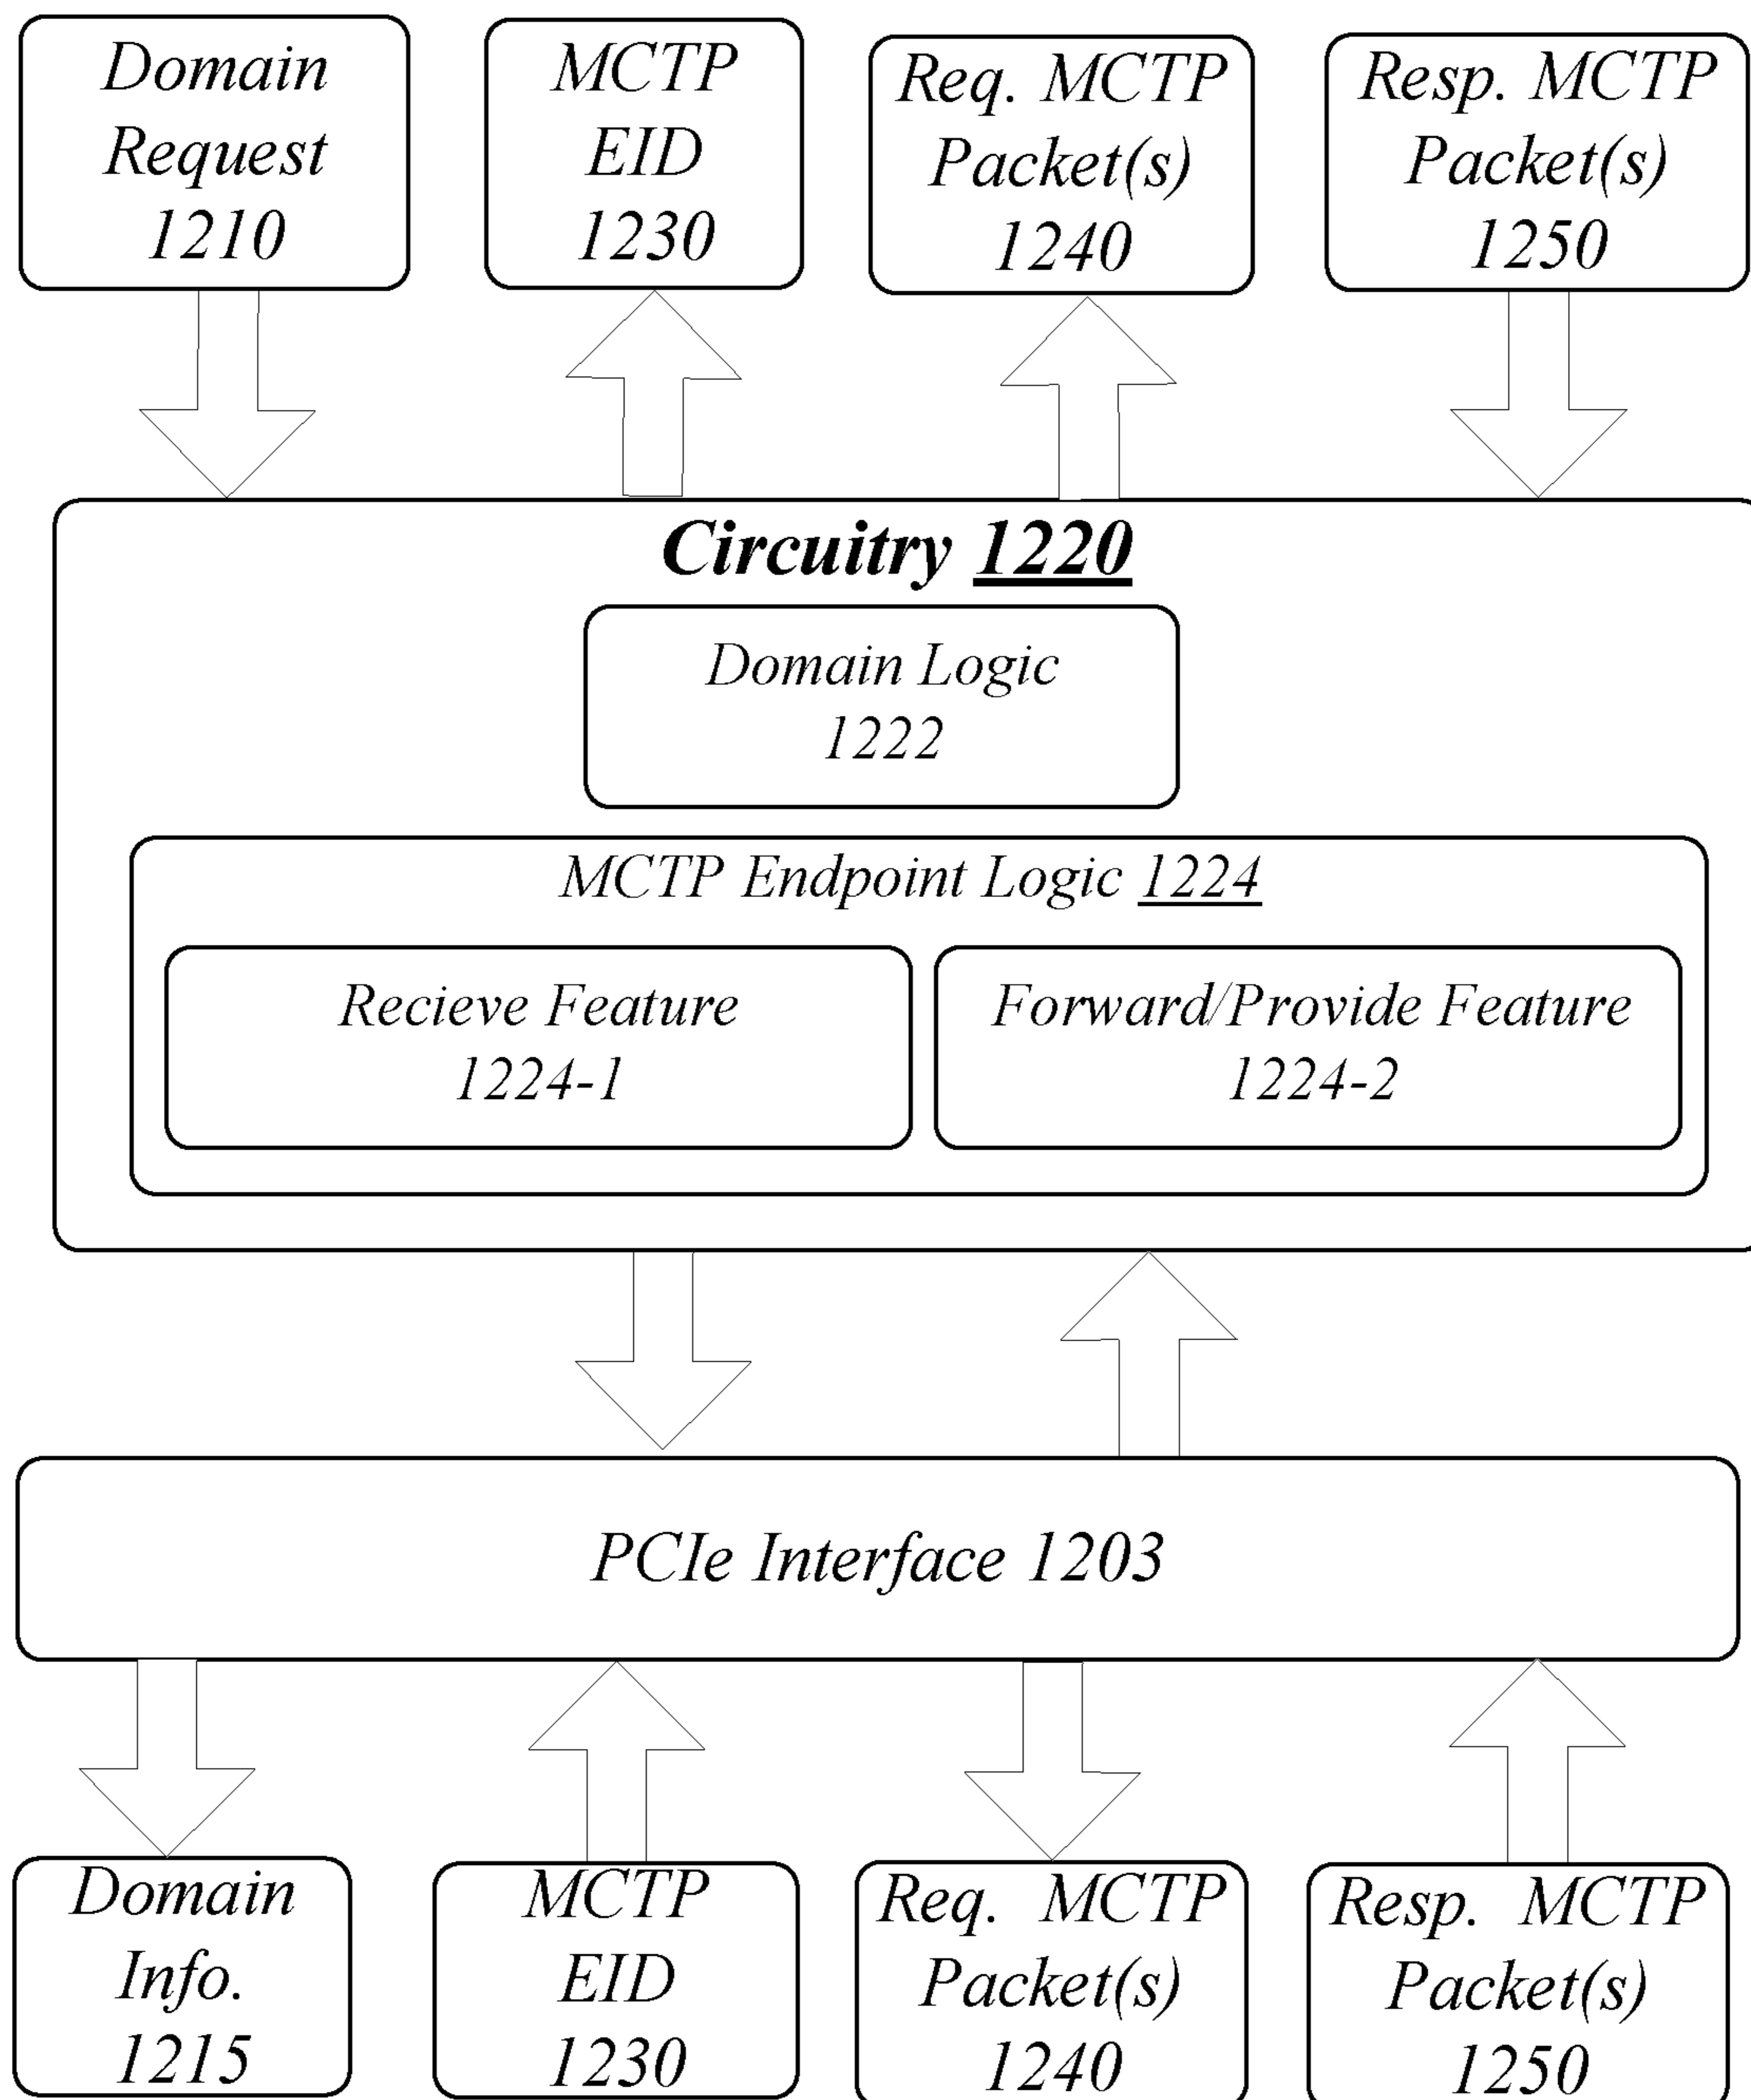 Domain
Request
1210
MCTP
EID
1230
Req. MCTP
Packet(s)
1240
Resp. MCTP
Packet(s)
1250
Circuitry 1220
Domain Logic
1222
MCTP Endpoint Logic 1224
Recieve Feature
1224-1
Forward/Provide Feature
1224-2
PCIe Interface 1203
Domain
Info.
1215
MCTP
EID
1230
Req. MCTP
Packet(s)
1240
Resp. MCTP
Packet(s)
1250